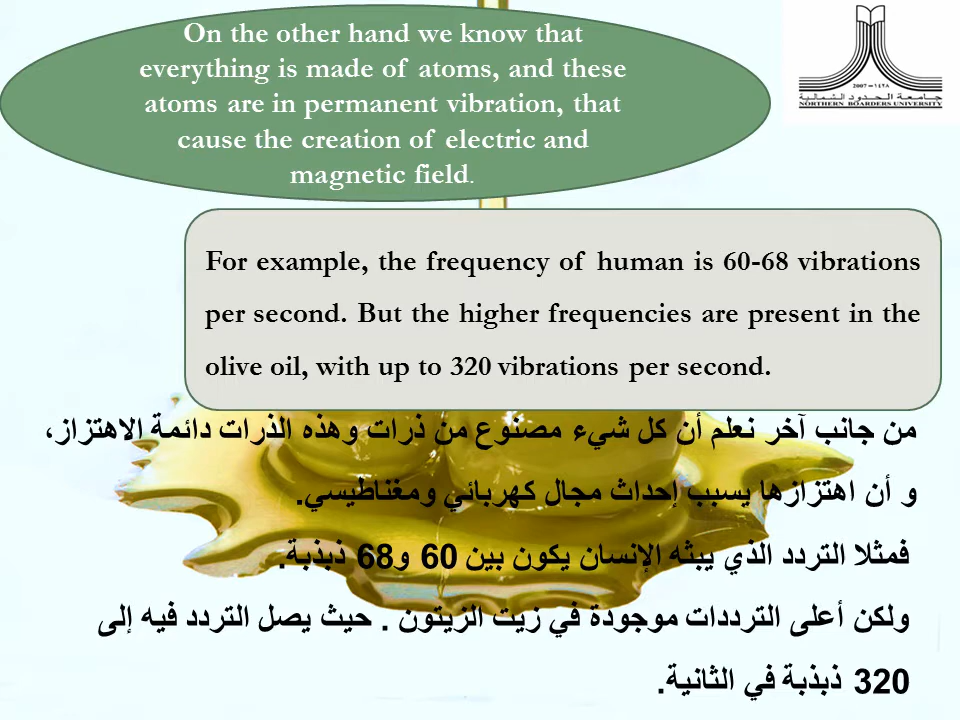 On the other hand we know that
everything is made of atoms, and these
atoms are in permanent vibration, that
cause the creation of electric and
magnetic field.
جامعة الحدود الشمالية
2007 – ١٤٢٨
NORTHERN BOARDERS UNIVERSITY
For example, the frequency of human is 60-68 vibrations
per second. But the higher frequencies are present in the
olive oil, with up to 320 vibrations per second.
من جانب آخر نعلم أن كل شيء مصنوع من ذرات وهذه الذرات دائمة الاهتزاز،
و أن اهتزازها يسبب إحداث مجال كهربائي ومغناطيسي.
فمثلا التردد الذي يبثه الإنسان يكون بين 60 و68 ذبذبة.
ولكن أعلى الترددات موجودة في زيت الزيتون . حيث يصل التردد فيه إلى
320 ذبذبة في الثانية.